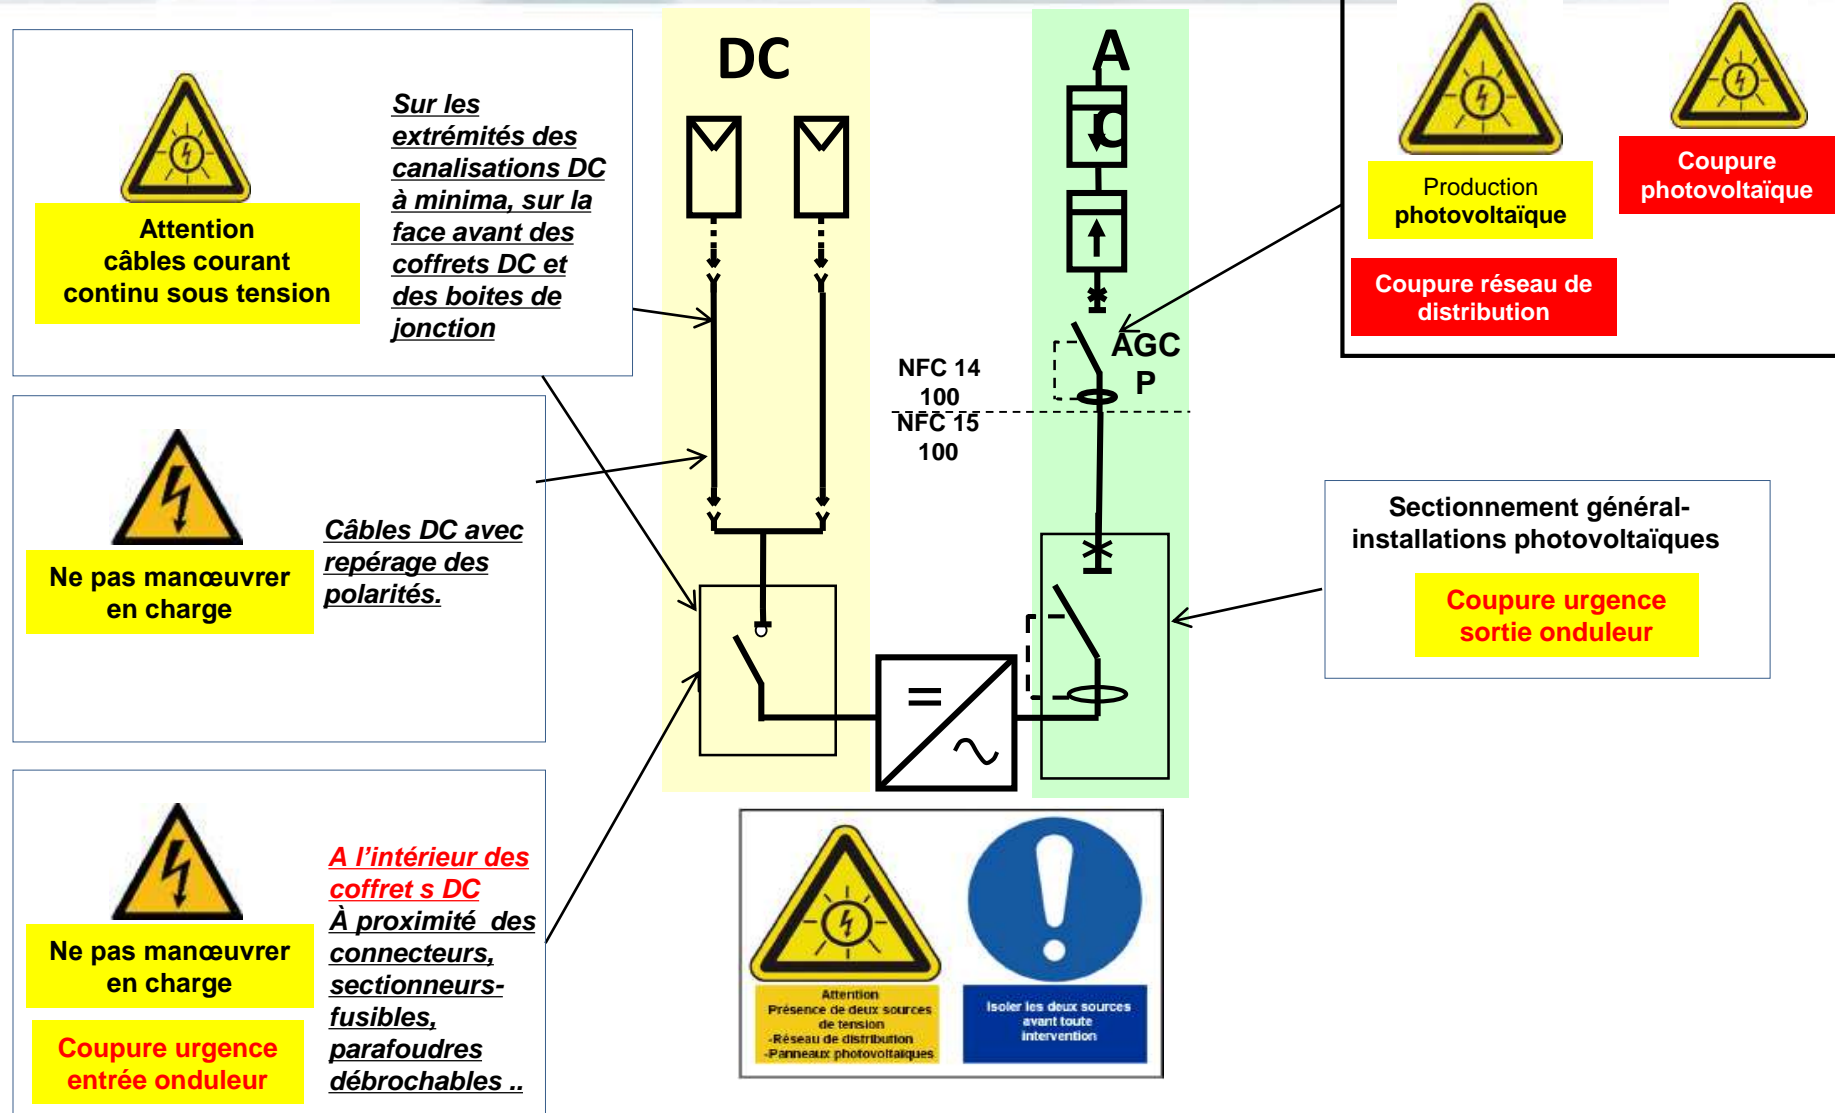 Attention
câbles courant
continu sous tension
Sur les
extrémités des
canalisations DC
à minima, sur la
face avant des
coffrets DC et
des boites de
jonction
Ne pas manœuvrer
en charge
Câbles DC avec
repérage des
polarités.
Ne pas manœuvrer
en charge
Coupure urgence
entrée onduleur
A l’intérieur des
coffret s DC
À proximité des
connecteurs,
sectionneurs-
fusibles,
parafoudres
débrochables ..
DC
A
C
AGC
P
NFC 14
100
NFC 15
100
Production
photovoltaïque
Coupure
photovoltaïque
Coupure réseau de
distribution
Sectionnement général-
installations photovoltaïques
Coupure urgence
sortie onduleur
Attention
Présence de deux sources
de tension
-Réseau de distribution
-Panneaux photovoltaïques
Isoler les deux sources
avant toute
intervention